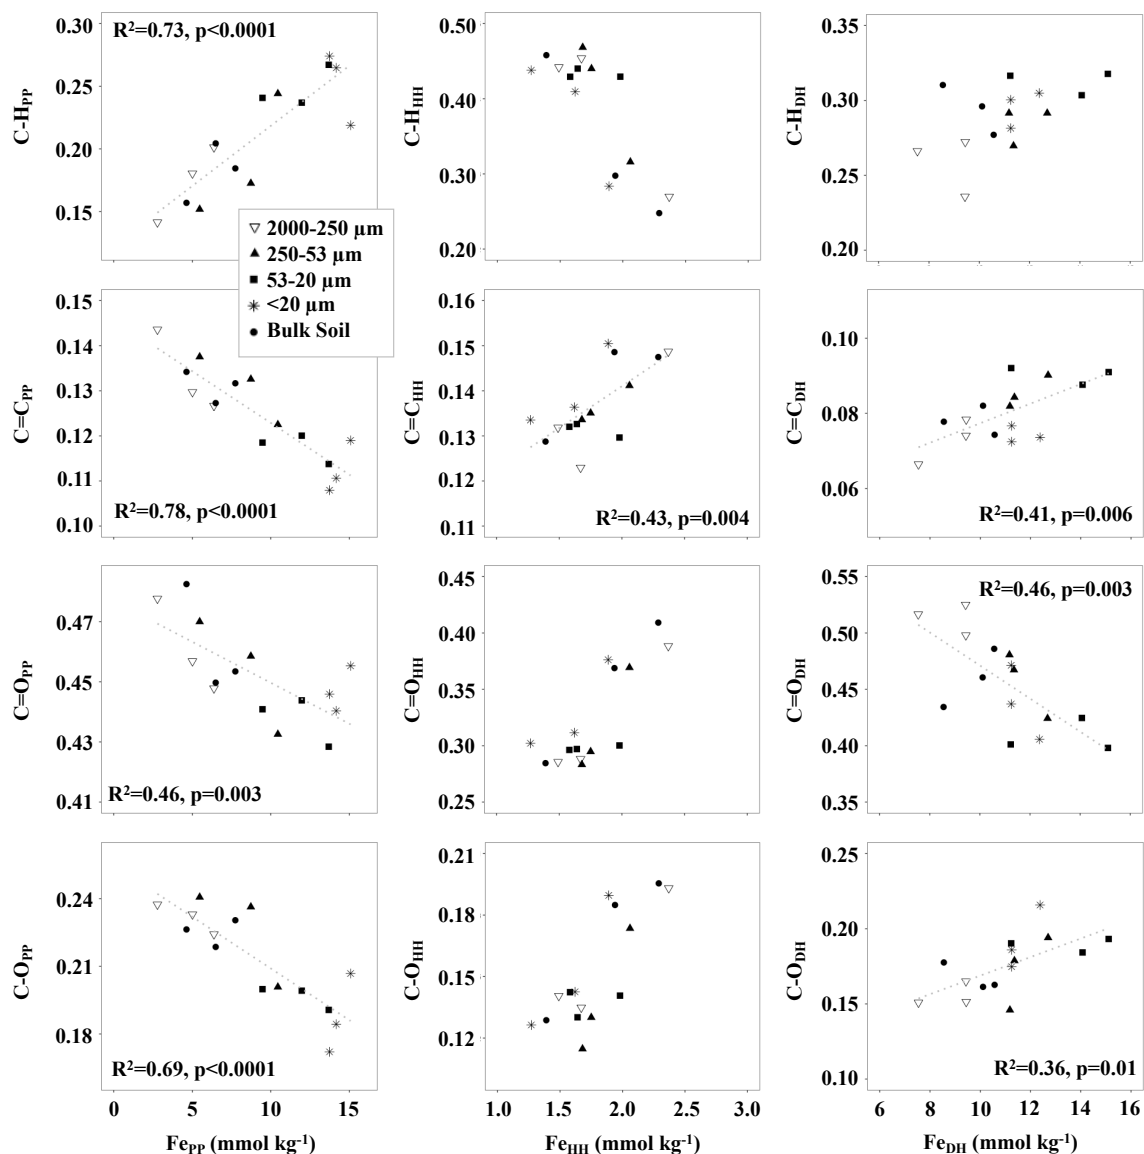 R²=0.73, p<0.0001
C-H_PP
0.30
0.25
0.20
0.15
2000-250 µm
250-53 µm
53-20 µm
<20 µm
Bulk Soil
C-H_HH
0.50
0.40
0.30
0.20
C-H_DH
0.35
0.30
0.25
0.20
C=C_PP
0.15
0.14
0.13
0.12
0.11
0.10
R²=0.78, p<0.0001
C=C_HH
0.16
0.15
0.14
0.13
0.12
0.11
R²=0.43, p=0.004
C=C_DH
0.10
0.08
0.06
R²=0.41, p=0.006
C=O_PP
0.47
0.45
0.43
0.41
R²=0.46, p=0.003
C=O_HH
0.45
0.40
0.35
0.30
0.25
C=O_DH
0.55
0.50
0.45
0.40
0.35
R²=0.46, p=0.003
C-O_PP
0.24
0.21
0.18
R²=0.69, p<0.0001
0 5 10 15
Fe_PP (mmol kg⁻¹)
C-O_HH
0.21
0.18
0.15
0.12
1.0 1.5 2.0 2.5 3.0
Fe_HH (mmol kg⁻¹)
C-O_DH
0.25
0.20
0.15
0.10
R²=0.36, p=0.01
6 8 10 12 14 16
Fe_DH (mmol kg⁻¹)